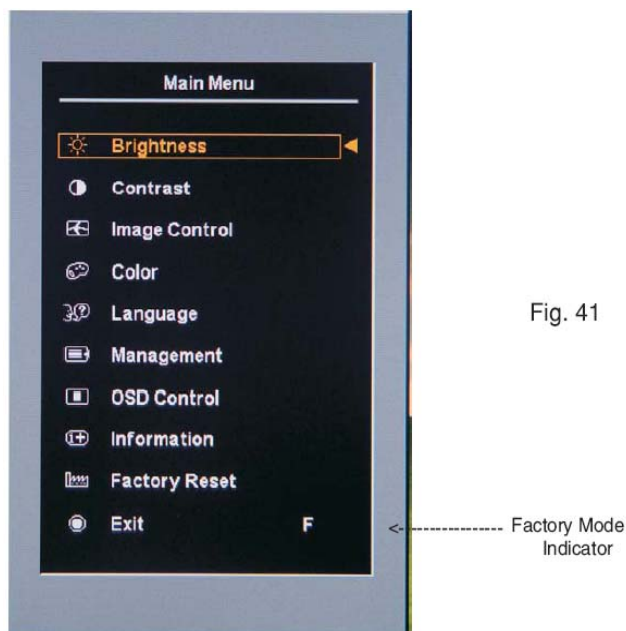 Main Menu
Brightness
Contrast
Image Control
Color
Language
Management
OSD Control
Information
Factory Reset
Exit F
Fig. 41
Factory Mode
Indicator